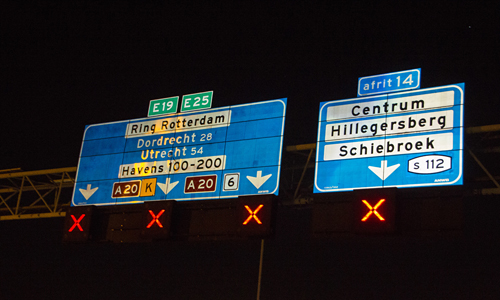 E19 E25
Ring Rotterdam
Dordrecht 28
Utrecht 54
Havens 100-200
A20 K A20 6
X X X
afrit 14
Centrum
Hillegersberg
Schiebroek
S 112
X